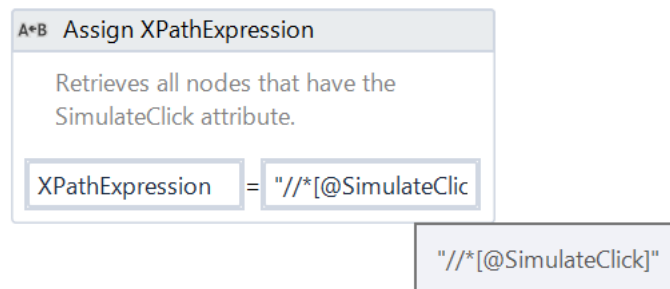 A+B Assign XPathExpression
Retrieves all nodes that have the
SimulateClick attribute.
XPathExpression = "//*[@SimulateClic
"//*[@SimulateClick]"